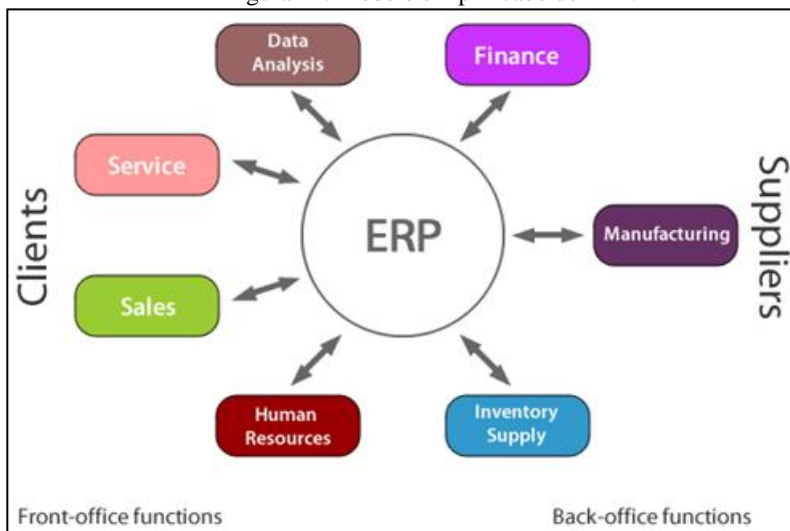 Data
Analysis
Finance
Service
Clients
ERP
Manufacturing
Suppliers
Sales
Human
Resources
Inventory
Supply
Front-office functions
Back-office functions